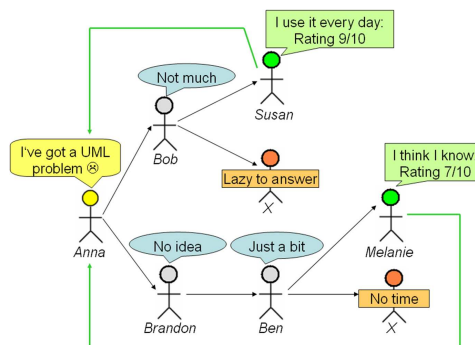 I use it every day:
Rating 9/10
Not much
Susan
I've got a UML
problem ☹
Bob
Lazy to answer
X
I think I know
Rating 7/10
Anna
No idea
Just a bit
Melanie
No time
Brandon
Ben
X